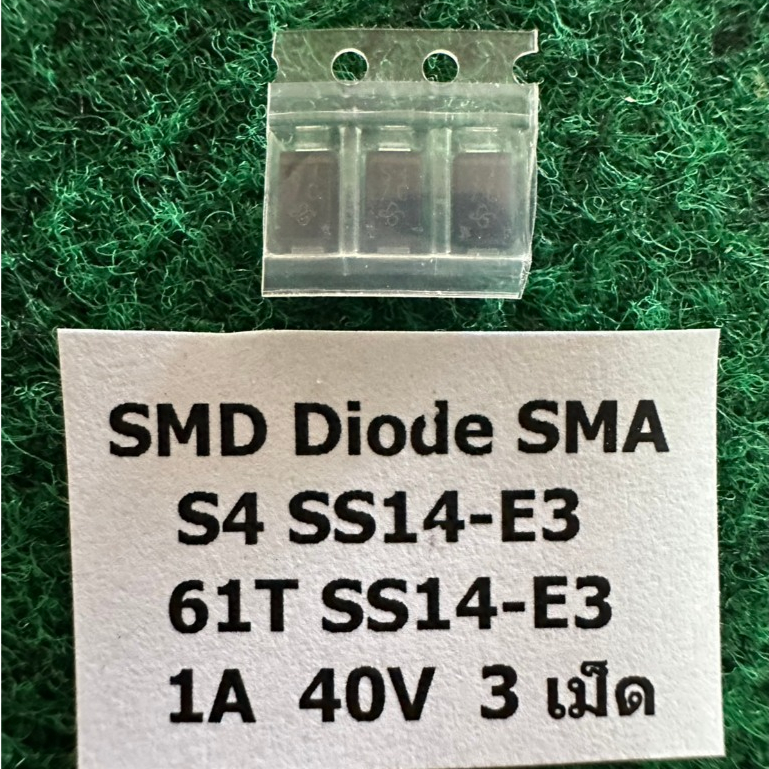 SMD Diode SMA
S4 SS14-E3
61T SS14-E3
1A 40V 3 เม็ด